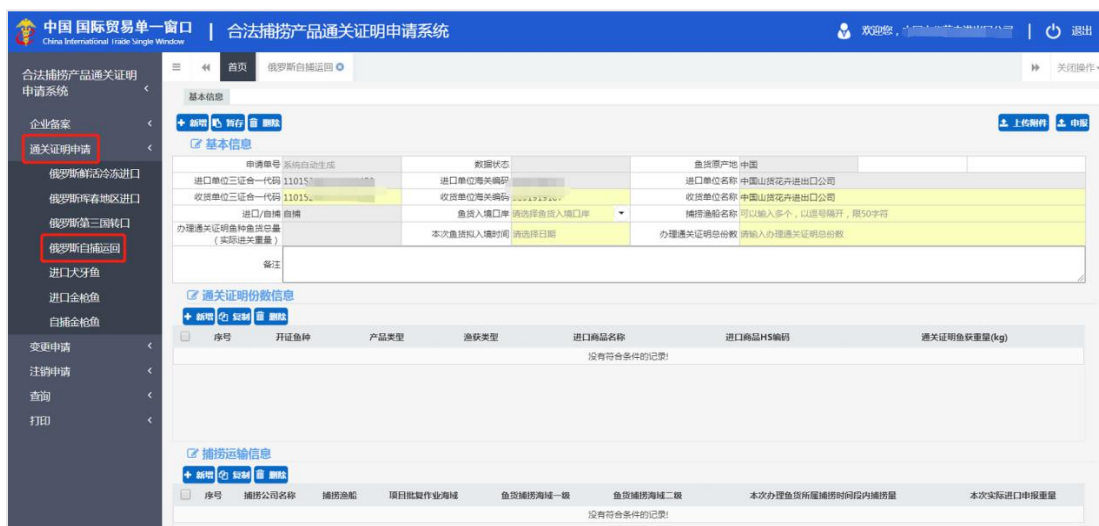 中国国际贸易单一窗口 | 合法捕捞产品通关证明申请系统
China International Trade Single Window
欢迎您， | 退出
合法捕捞产品通关证明申请系统
首页 俄罗斯自捕运回 关闭操作
基本信息
新增 暂存 删除 上传附件 申报
基本信息
申请单号 系统自动生成 数据状态 鱼货原产地 中国
进口单位三证合一代码 11015 进口单位海关编码 进口单位名称 中国山货花卉进出口公司
收货单位三证合一代码 11015 收货单位海关编码 收货单位名称 中国山货花卉进出口公司
进口/自捕 自捕 鱼货入境口岸 请选择鱼货入境口岸 捕捞渔船名称 可以输入多个，以逗号隔开，限50字符
办理通关证明鱼种鱼货总量(实际进关重量) 本次鱼货拟入境时间 请选择日期 办理通关证明总份数 请输入办理通关证明总份数
备注
通关证明份数信息
新增 复制 删除
序号 开证鱼种 产品类型 渔获类型 进口商品名称 进口商品HS编码 通关证明鱼获重量(kg)
没有符合条件的记录!
捕捞运输信息
新增 复制 删除
序号 捕捞公司名称 捕捞渔船 项目批复作业海域 鱼货捕捞海域一级 鱼货捕捞海域二级 本次办理鱼货所属捕捞时间段内捕捞量 本次实际进口申报重量
没有符合条件的记录!
企业备案
通关证明申请
俄罗斯鲜活冷冻进口
俄罗斯珲春地区进口
俄罗斯第三国转口
俄罗斯自捕运回
进口犬牙鱼
进口金枪鱼
自捕金枪鱼
变更申请
注销申请
查询
打印